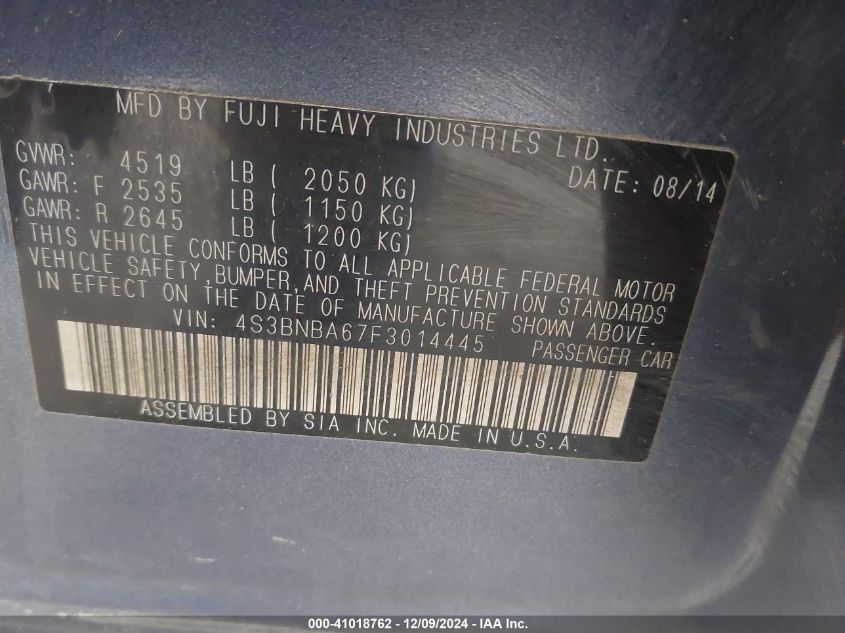 MFD BY FUJI HEAVY INDUSTRIES LTD.
DATE: 08/14
GVWR: 4519 LB ( 2050 KG)
GAWR: F 2535 LB ( 1150 KG)
GAWR: R 2645 LB ( 1200 KG)
THIS VEHICLE CONFORMS TO ALL APPLICABLE FEDERAL MOTOR
VEHICLE SAFETY, BUMPER, AND THEFT PREVENTION STANDARDS
IN EFFECT ON THE DATE OF MANUFACTURE SHOWN ABOVE.
VIN: 4S3BNBA67F3014445 PASSENGER CAR
ASSEMBLED BY SIA INC. MADE IN U.S.A.
000-41018762 - 12/09/2024 - IAA Inc.